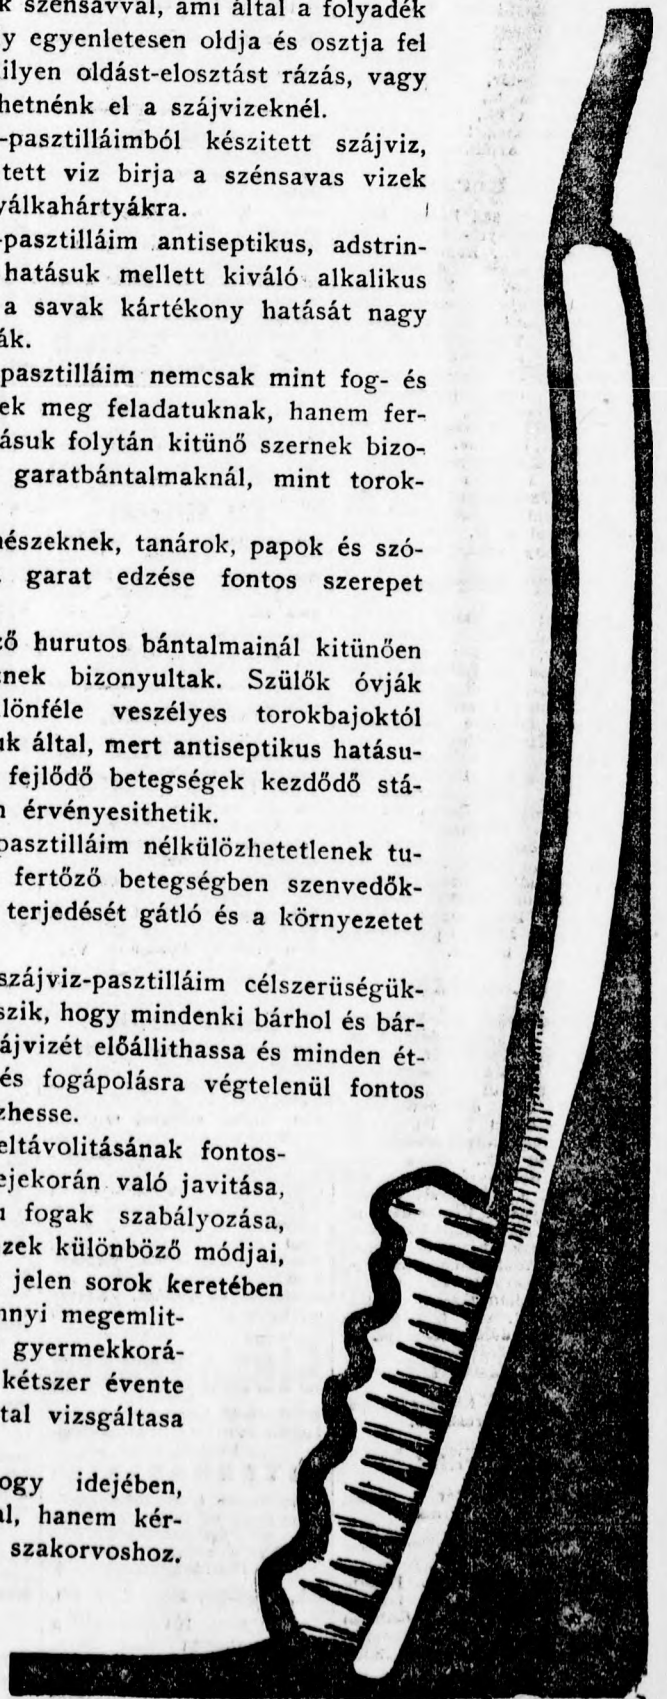 k szénsavval, ami által a folyadék
y egyenletesen oldja és osztja fel
ilyen oldást-elosztást rázás, vagy
hetnénk el a szájvizeknél.
-pasztilláimból készitett szájviz,
tett viz birja a szénsavas vizek
yálkahártyákra.
-pasztilláim antiseptikus, adstrin-
hatásuk mellett kiváló alkalikus
a savak kártékony hatását nagy
ák.
pasztilláim nemcsak mint fog- és
ek meg feladatuknak, hanem fer-
ásuk folytán kitünő szernek bizo-
garatbántalmaknál, mint torok-
nészeknek, tanárok, papok és szó-
garat edzése fontos szerepet
ző hurutos bántalmainál kitünően
nek bizonyultak. Szülők óvják
lönféle veszélyes torokbajoktól
uk által, mert antiseptikus hatásu-
fejlődő betegségek kezdődő stá-
n érvényesithetik.
pasztilláim nélkülözhetetlenek tu-
fertőző betegségben szenvedők-
terjedését gátló és a környezetet
szájviz-pasztilláim célszerüségük-
szik, hogy mindenki bárhol és bár-
ájvizét előállithassa és minden ét-
és fogápolásra végtelenül fontos
zhesse.
eltávolitásának fontos-
ejekorán való javitása,
fogak szabályozása,
zek különböző módjai,
jelen sorok keretében
nnyi megemlit-
gyermekkorá-
kétszer évente
tal vizsgáltasa
ogy idejében,
al, hanem kér-
szakorvoshoz.